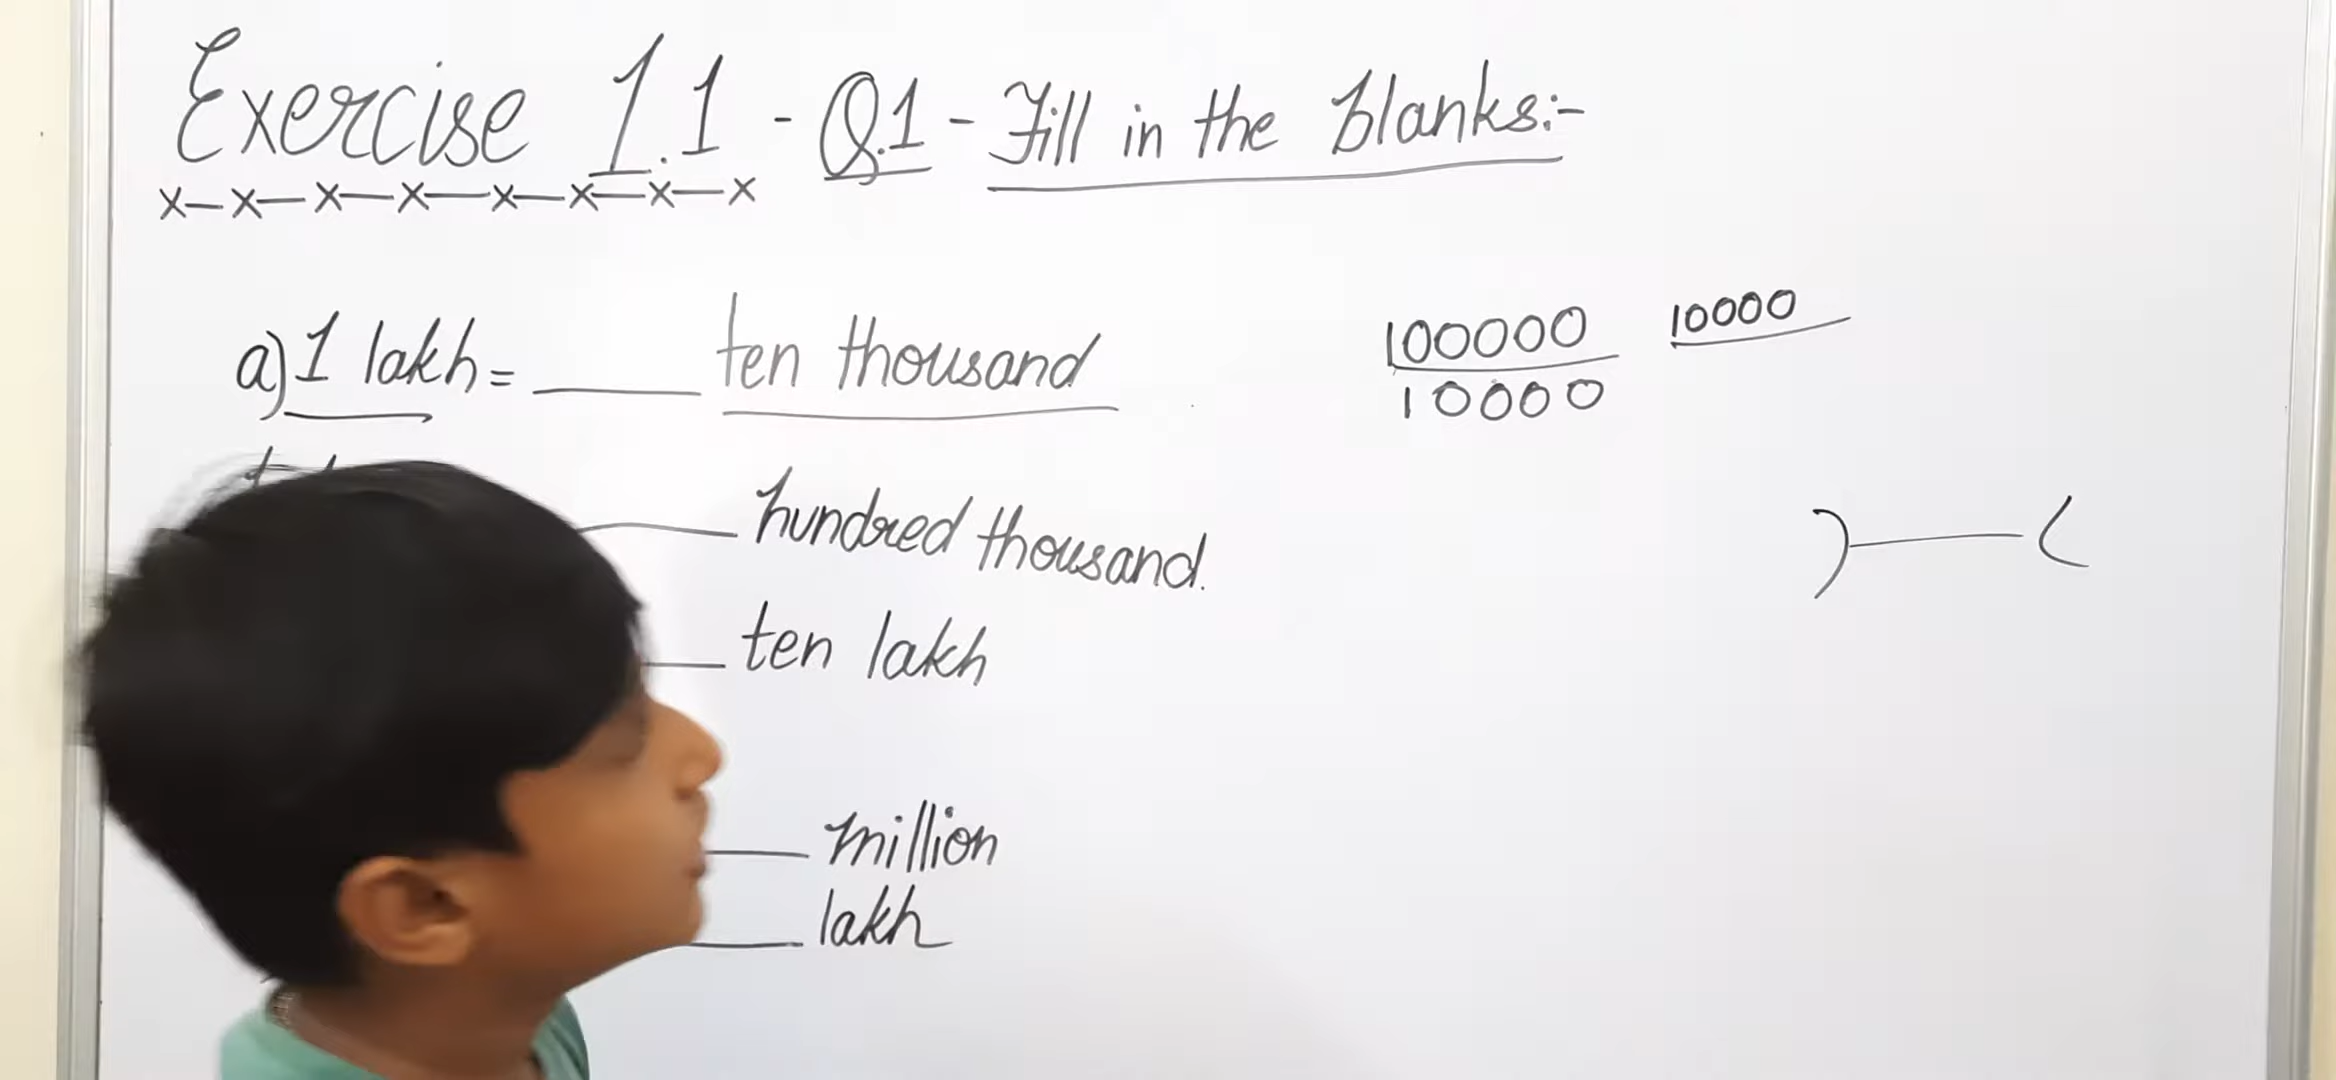 Exercise 1.1 - Q.1 - Fill in the Blanks:-
x-x-x-x-x-x-x-x
a) 1 lakh = ____ ten thousand
100000
10000
10000
____ hundred thousand.
____ ten lakh
____ million
____ lakh